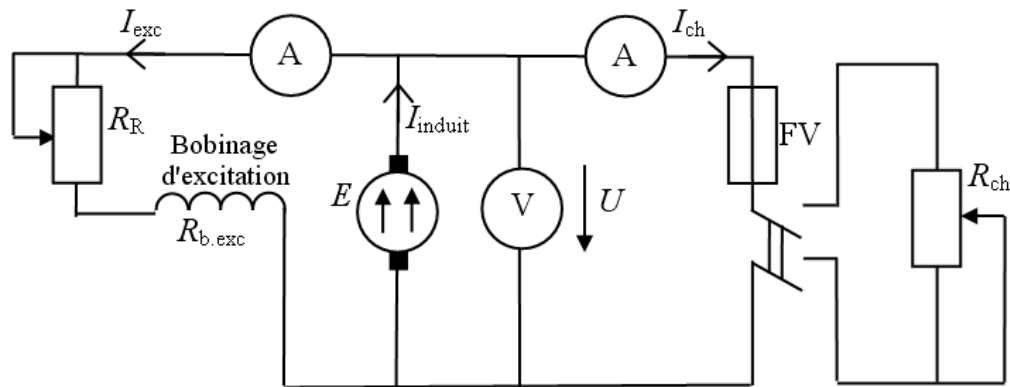 I_exc
A
I_ch
A
R_R
I_induit
FV
Bobinage
d'excitation
R_b.exc
E
V
U
R_ch